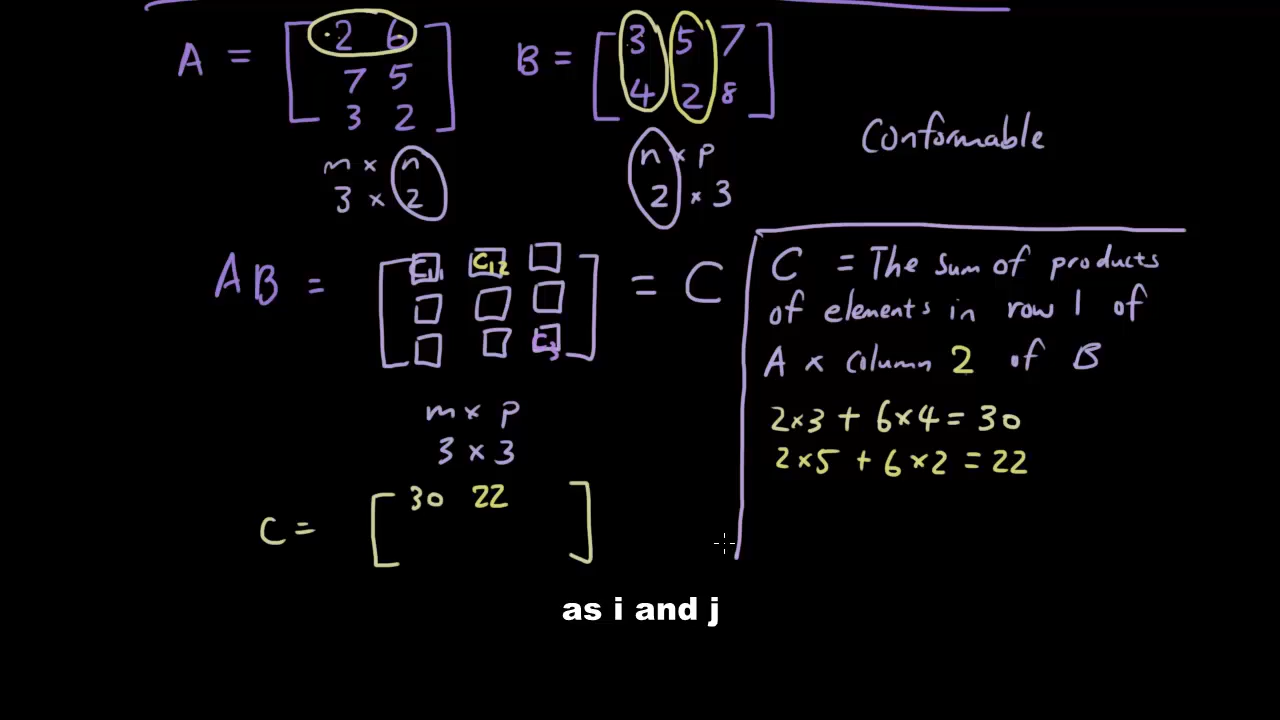 A = [ 2 6 B = [ 3 5 7
7 5 4 2 8 ]
3 2 ]
Conformable
m × n n × p
3 × 2 2 × 3
AB = [ C11 C12 ] = C
C = The sum of products
of elements in row 1 of
A × column 2 of B
m × p
3 × 3
2×3 + 6×4 = 30
2×5 + 6×2 = 22
C = [ 30 22 ]
as i and j